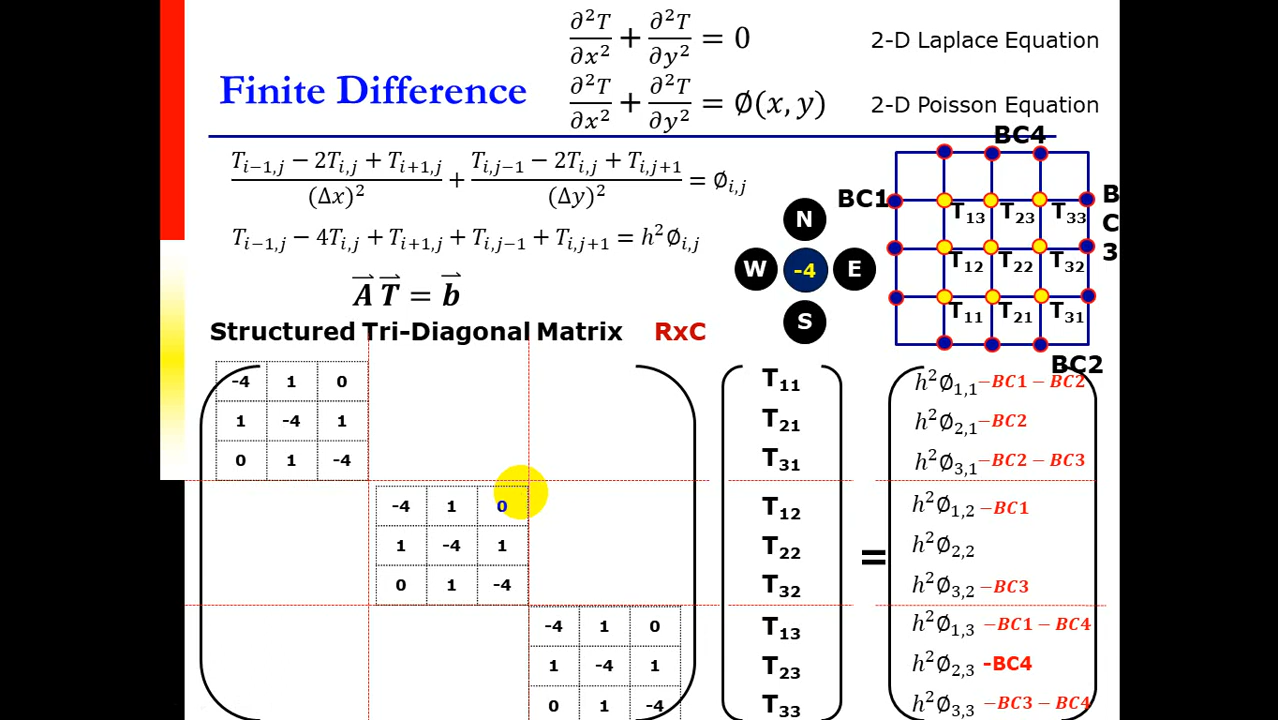 ∂²T/∂x² + ∂²T/∂y² = 0 2-D Laplace Equation
Finite Difference
∂²T/∂x² + ∂²T/∂y² = ∅(x, y) 2-D Poisson Equation
BC4
(T_{i−1,j} − 2T_{i,j} + T_{i+1,j})/(Δx)² + (T_{i,j−1} − 2T_{i,j} + T_{i,j+1})/(Δy)² = ∅_{i,j}
BC1
B
C
3
T₁₃ T₂₃ T₃₃
T₁₂ T₂₂ T₃₂
T₁₁ T₂₁ T₃₁
BC2
T_{i−1,j} − 4T_{i,j} + T_{i+1,j} + T_{i,j−1} + T_{i,j+1} = h²∅_{i,j}
N
W -4 E
S
A⃗ T⃗ = b⃗
Structured Tri-Diagonal Matrix RxC
-4 1 0
1 -4 1
0 1 -4
-4 1 0
1 -4 1
0 1 -4
-4 1 0
1 -4 1
0 1 -4
T₁₁
T₂₁
T₃₁
T₁₂
T₂₂
T₃₂
T₁₃
T₂₃
T₃₃
=
h²∅₁,₁ −BC1 − BC2
h²∅₂,₁ −BC2
h²∅₃,₁ −BC2 − BC3
h²∅₁,₂ −BC1
h²∅₂,₂
h²∅₃,₂ −BC3
h²∅₁,₃ −BC1 − BC4
h²∅₂,₃ -BC4
h²∅₃,₃ −BC3 − BC4